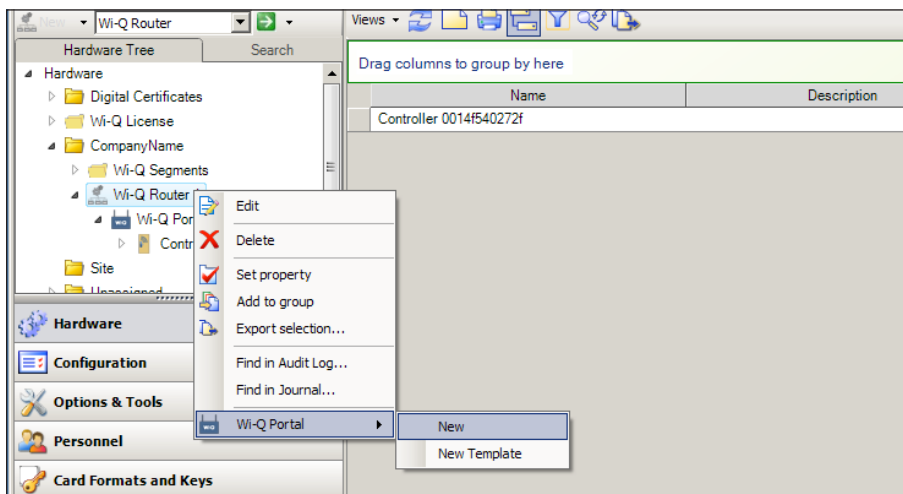 New
Wi-Q Router
Views
Hardware Tree
Search
Drag columns to group by here
Hardware
Name
Description
Digital Certificates
Controller 0014f540272f
Wi-Q License
CompanyName
Wi-Q Segments
Wi-Q Router
Wi-Q Por
Contr
Site
Edit
Delete
Set property
Add to group
Export selection...
Find in Audit Log...
Find in Journal...
Wi-Q Portal
New
New Template
Hardware
Configuration
Options & Tools
Personnel
Card Formats and Keys